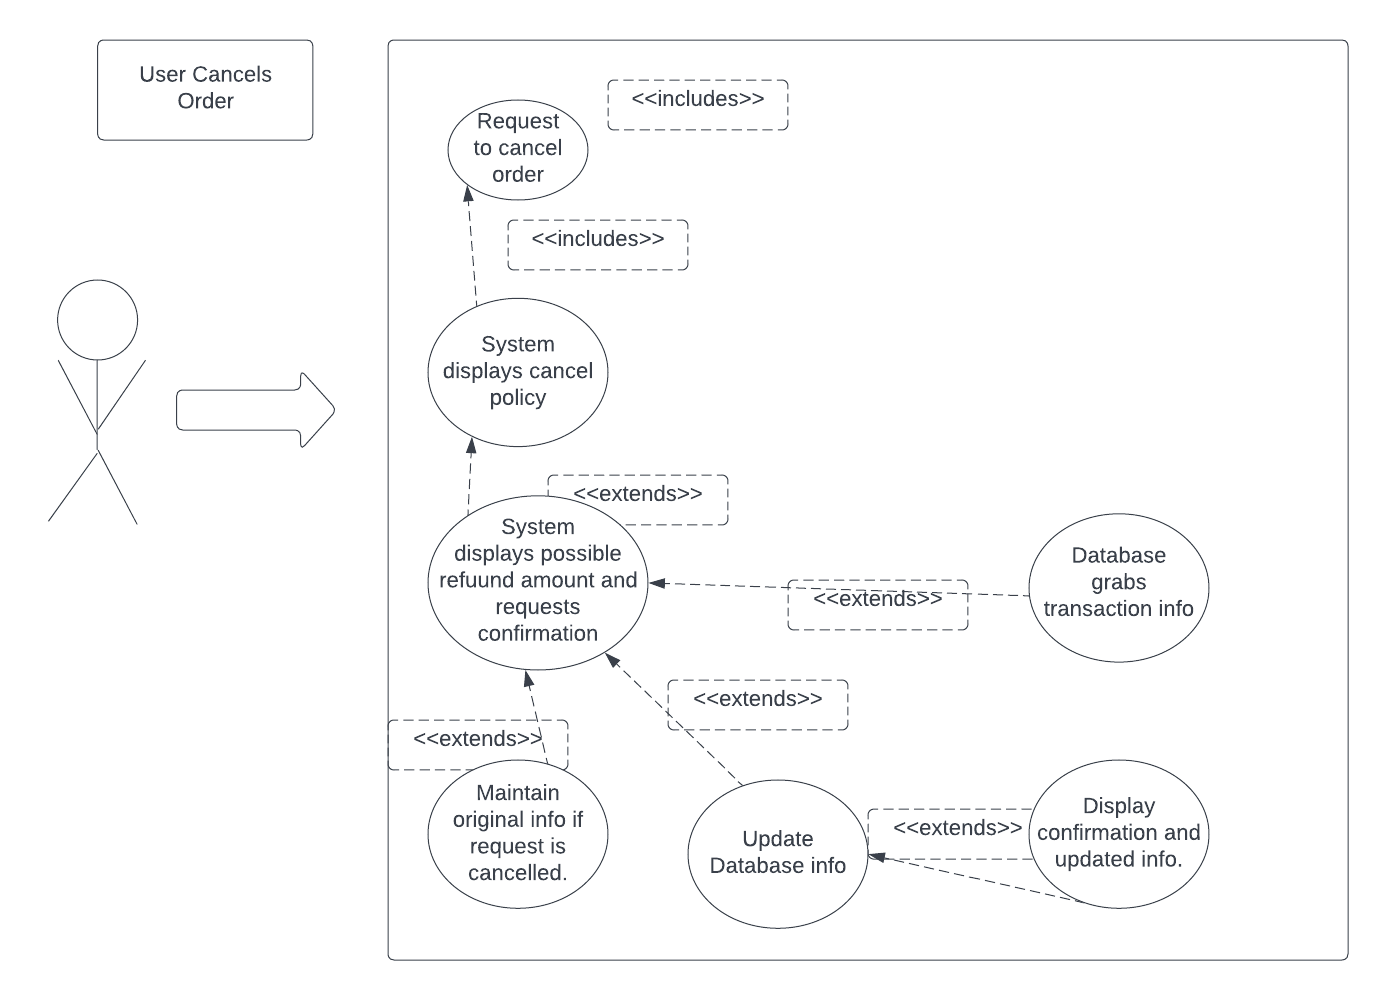 User Cancels
Order
<<includes>>
Request
to cancel
order
<<includes>>
System
displays cancel
policy
<<extends>>
System
displays possible
refuund amount and
requests
confirmation
<<extends>>
Database
grabs
transaction info
<<extends>>
<<extends>>
Maintain
original info if
request is
cancelled.
Update
Database info
<<extends>>
Display
confirmation and
updated info.